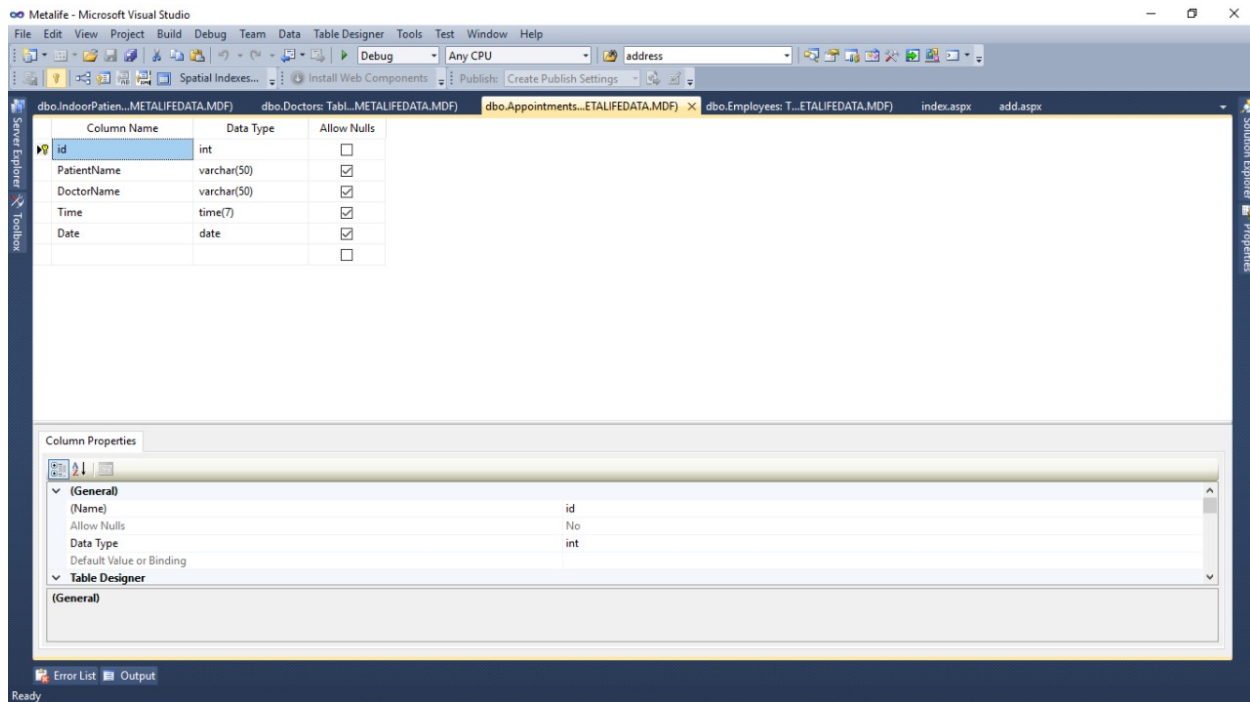 Metalife - Microsoft Visual Studio
File Edit View Project Build Debug Team Data Table Designer Tools Test Window Help
Debug Any CPU address
Spatial Indexes... Install Web Components Publish: Create Publish Settings
dbo.IndoorPatien...METALIFEDATA.MDF) dbo.Doctors: Tabl...METALIFEDATA.MDF) dbo.Appointments...ETALIFEDATA.MDF) dbo.Employees: T...ETALIFEDATA.MDF) index.aspx add.aspx
Server Explorer
Toolbox
Column Name Data Type Allow Nulls
id int
PatientName varchar(50)
DoctorName varchar(50)
Time time(7)
Date date
Solution Explorer
Properties
Column Properties
(General)
(Name) id
Allow Nulls No
Data Type int
Default Value or Binding
Table Designer
(General)
Error List Output
Ready